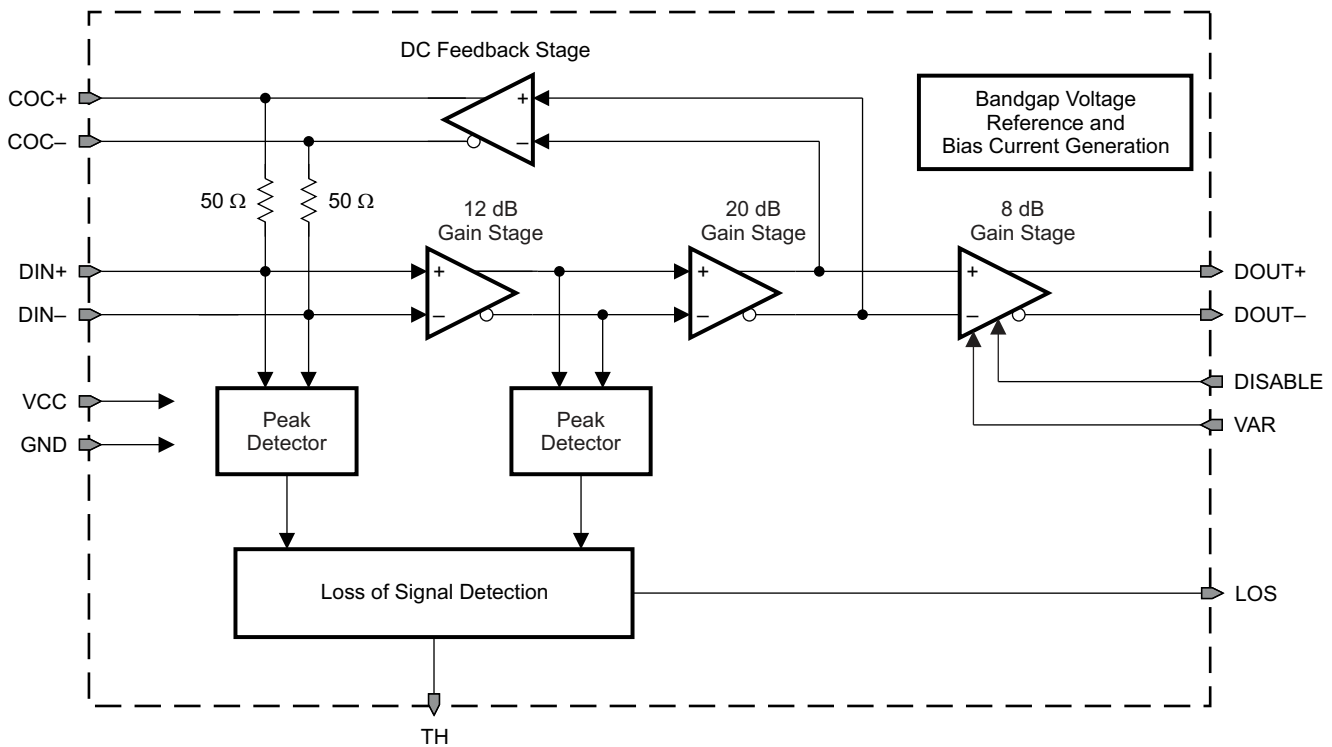 DC Feedback Stage
COC+
+
Bandgap Voltage
Reference and
Bias Current Generation
COC–
–
50 Ω
50 Ω
12 dB
Gain Stage
20 dB
Gain Stage
8 dB
Gain Stage
DIN+
+
+
+
DOUT+
DIN–
–
–
–
DOUT–
DISABLE
VCC
Peak
Detector
Peak
Detector
VAR
GND
Loss of Signal Detection
LOS
TH